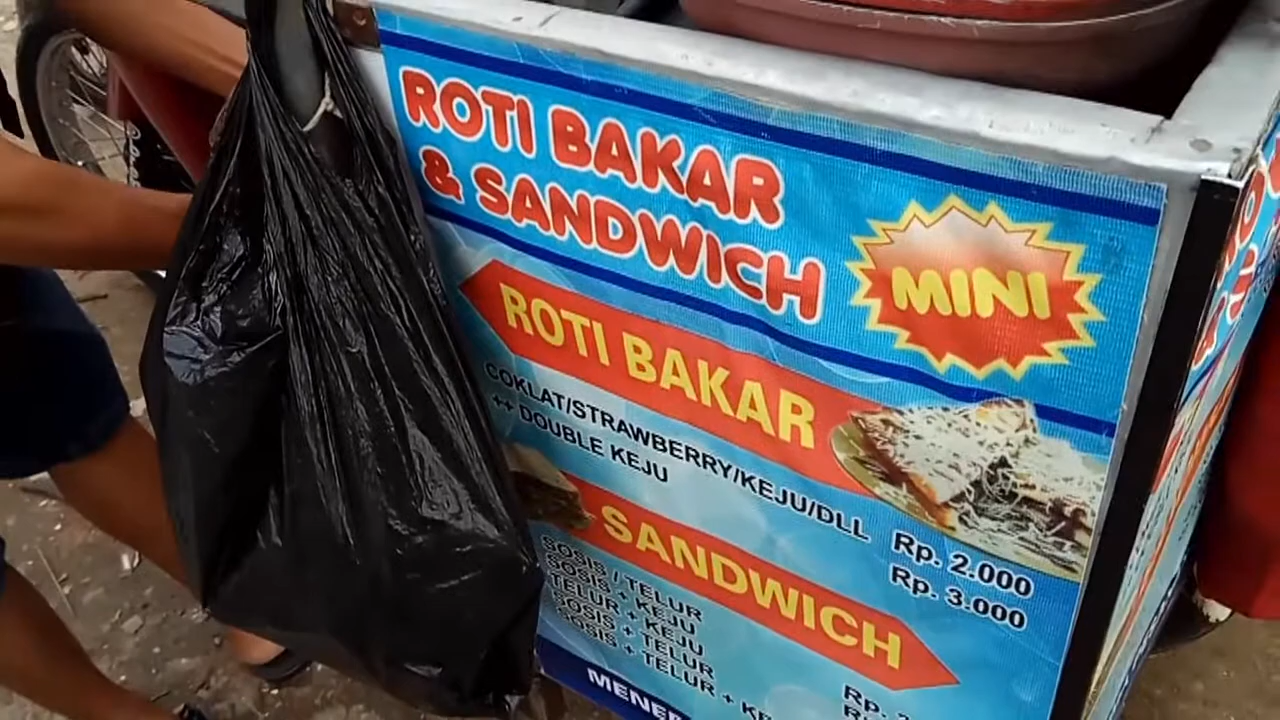 ROTI BAKAR
& SANDWICH
MINI
ROTI BAKAR
COKLAT/STRAWBERRY/KEJU/DLL Rp. 2.000
++ DOUBLE KEJU Rp. 3.000
SANDWICH
SOSIS / TELUR Rp.
SOSIS + KEJU
TELUR + KEJU
SOSIS + TELUR
SOSIS + TELUR +